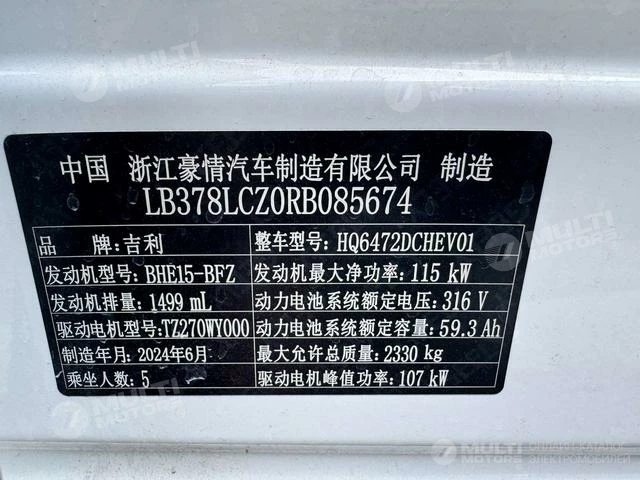 中国 浙江豪情汽车制造有限公司 制造
LB378LCZ0RB085674
品 牌:吉利 整车型号:HQ6472DCHEV01
发动机型号:BHE15-BFZ 发动机最大净功率:115 kW
发动机排量:1499 mL 动力电池系统额定电压:316 V
驱动电机型号:TZ270WY000 动力电池系统额定容量:59.3 Ah
制造年月:2024年6月 最大允许总质量:2330 kg
乘坐人数:5 驱动电机峰值功率:107 kW
MULTI MOTORS